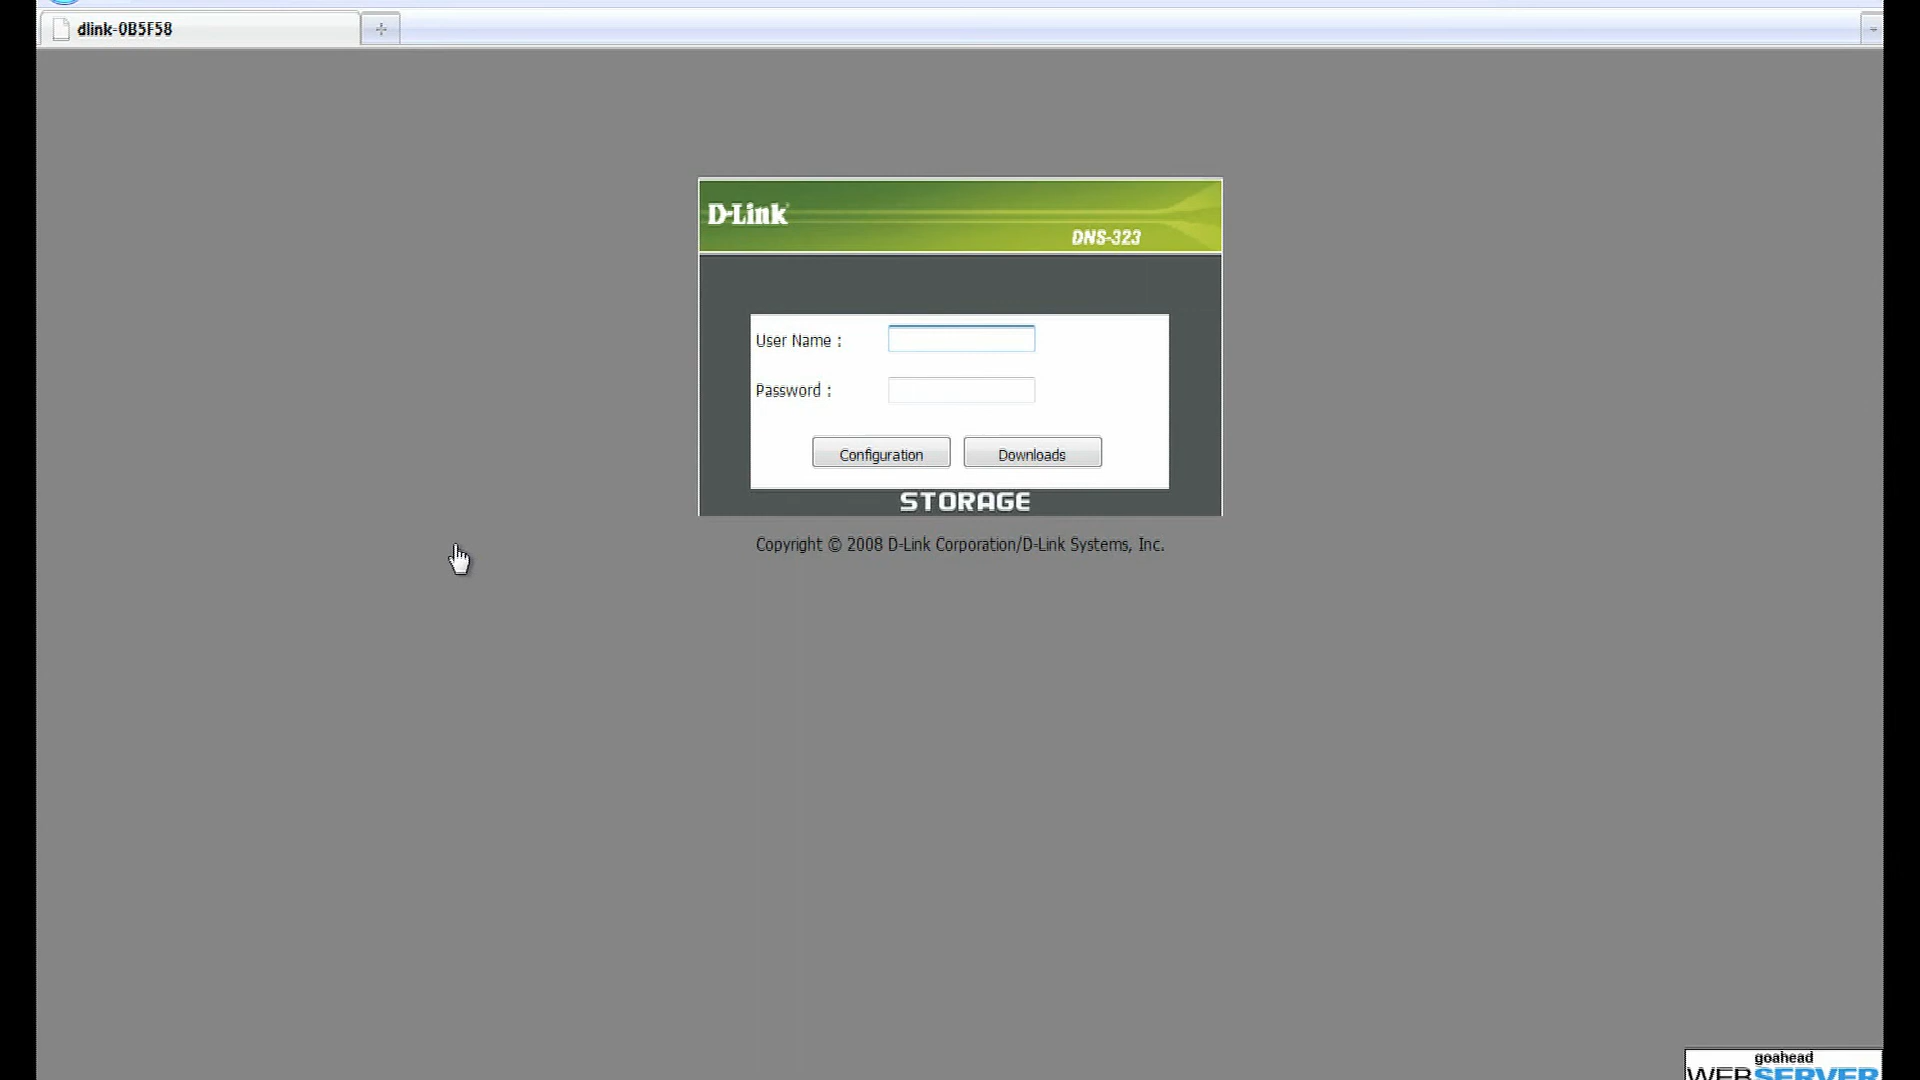 dlink-0B5F58
D-Link
DNS-323
User Name :
Password :
Configuration Downloads
STORAGE
Copyright © 2008 D-Link Corporation/D-Link Systems, Inc.
goahead
WEBSERVER